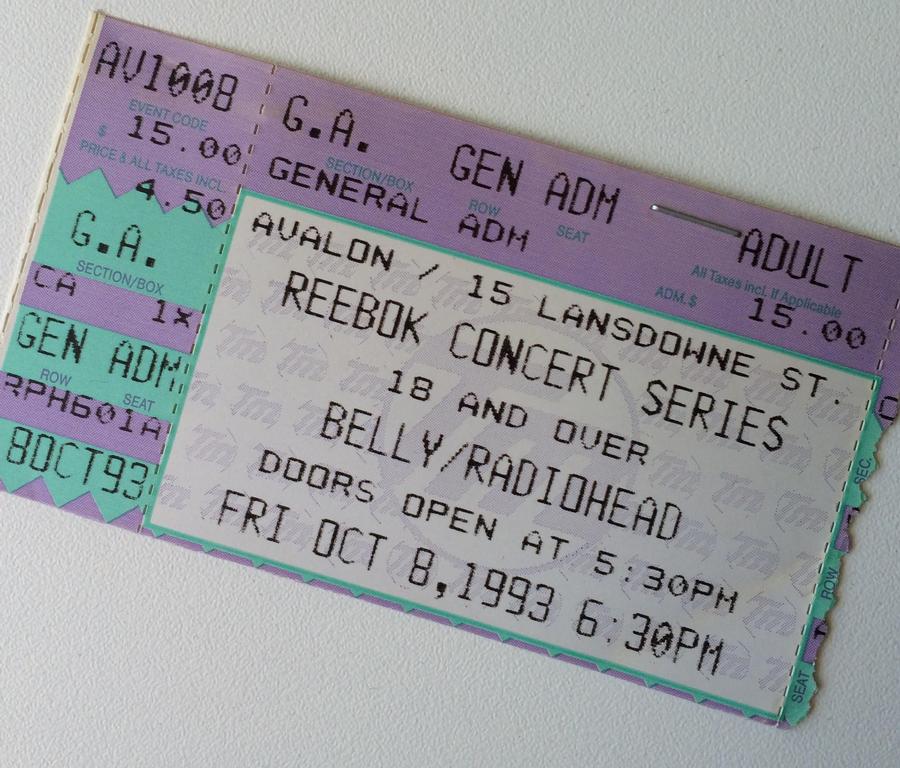 AV1008
EVENT CODE
$ 15.00
PRICE & ALL TAXES INCL.
4.50
G.A.
SECTION/BOX
CA 1X
GEN ADM
ROW SEAT
RPH601A
8OCT93
G.A. GEN ADM ADULT
SECTION/BOX ROW SEAT All Taxes incl. If Applicable
GENERAL ADM ADM.$ 15.00
AVALON / 15 LANSDOWNE ST.
REEBOK CONCERT SERIES
18 AND OVER
BELLY/RADIOHEAD
DOORS OPEN AT 5:30PM
FRI OCT 8,1993 6:30PM
SEC.
ROW
SEAT